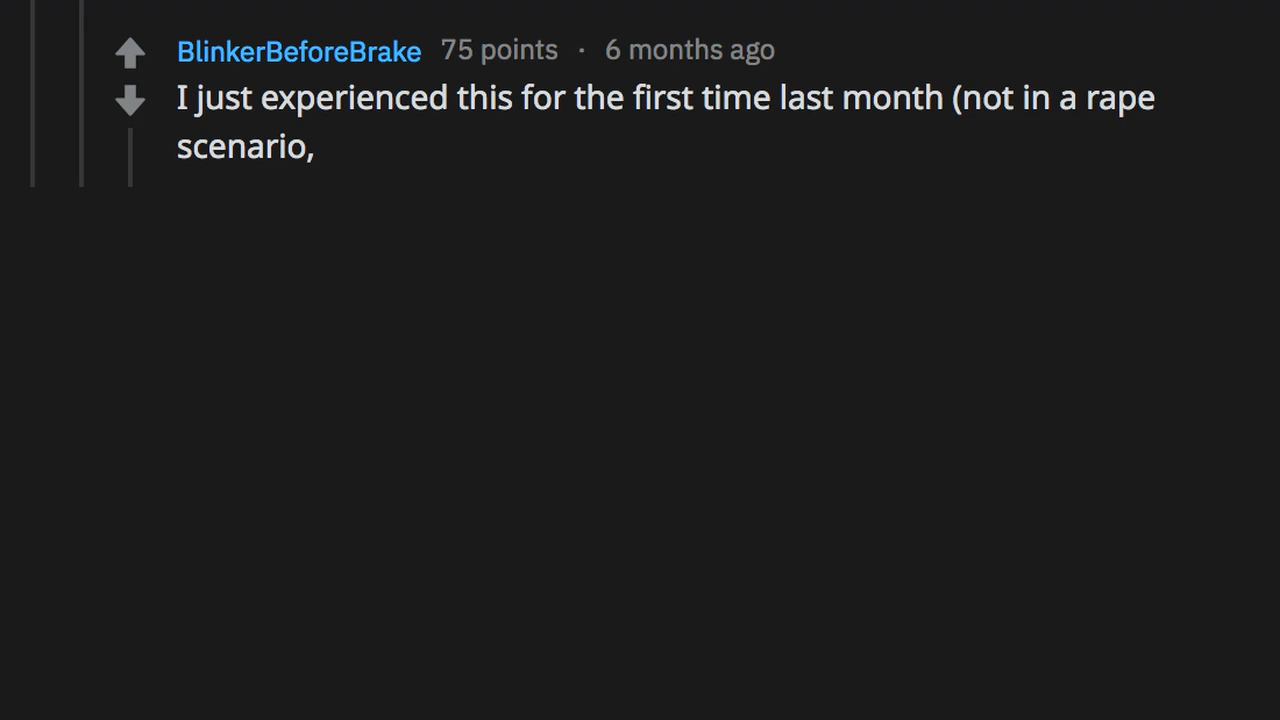 BlinkerBeforeBrake 75 points · 6 months ago
I just experienced this for the first time last month (not in a rape
scenario,